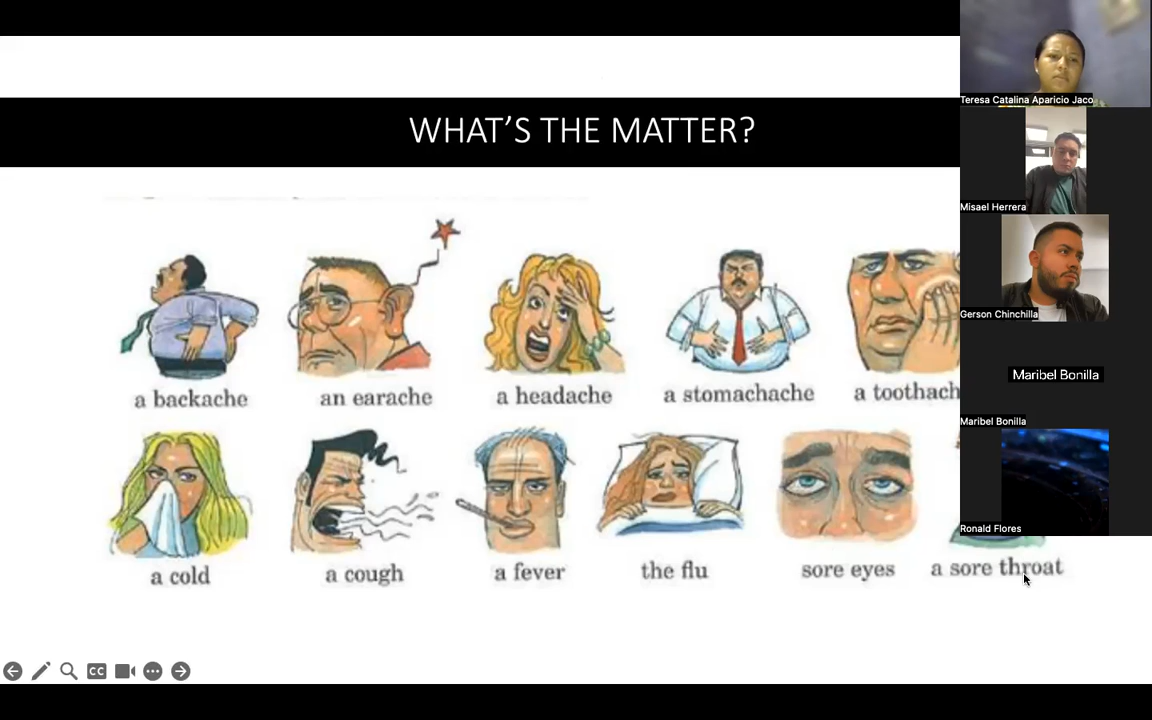 WHAT'S THE MATTER?
a backache
an earache
a headache
a stomachache
a toothach
a cold
a cough
a fever
the flu
sore eyes
a sore throat
Teresa Catalina Aparicio Jaco
Misael Herrera
Gerson Chinchilla
Maribel Bonilla
Maribel Bonilla
Ronald Flores
CC